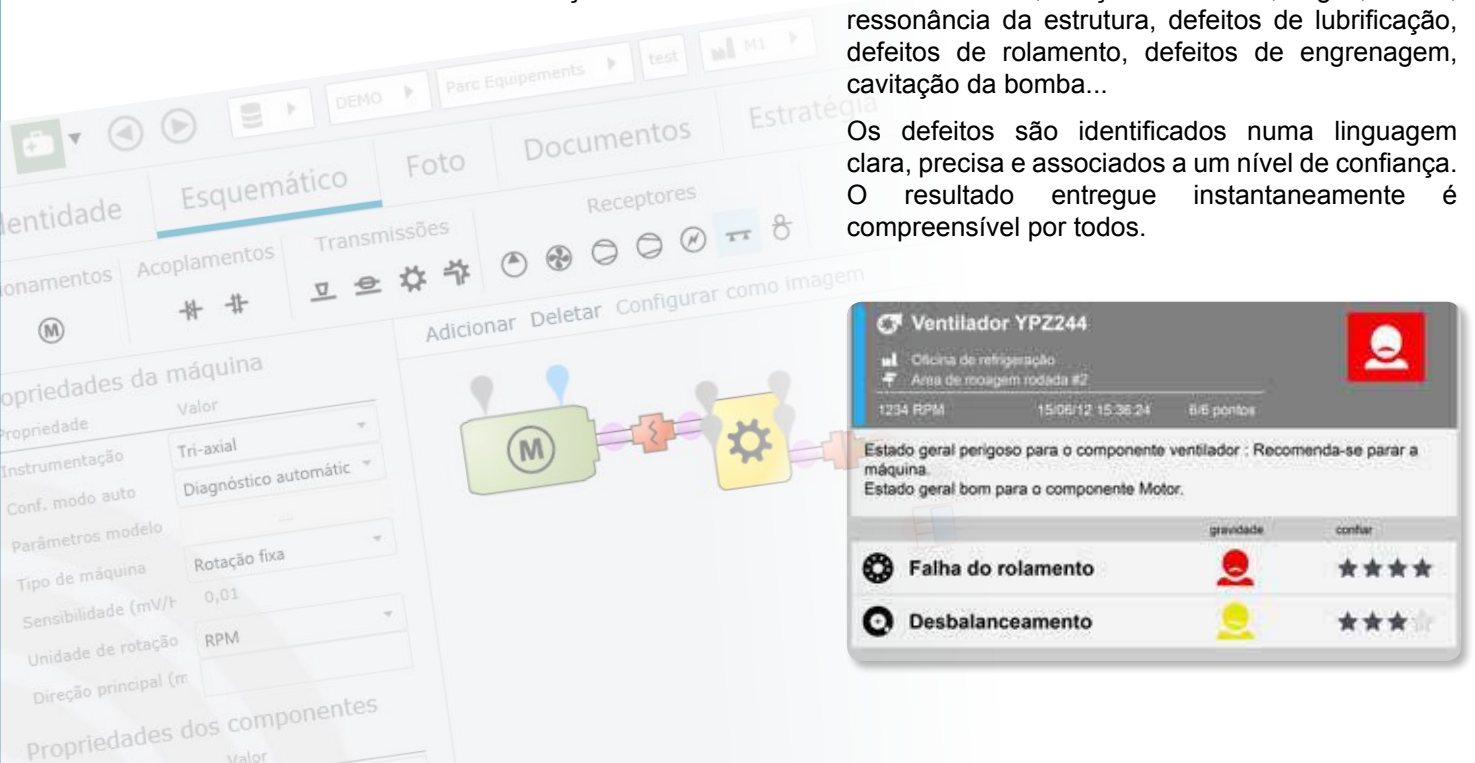 ressonância da estrutura, defeitos de lubrificação,
defeitos de rolamento, defeitos de engrenagem,
cavitação da bomba...
Os defeitos são identificados numa linguagem
clara, precisa e associados a um nível de confiança.
O resultado entregue instantaneamente é
compreensível por todos.
DEMO
Parc Equipements
test
M1
dentidade
Esquemático
Foto
Documentos
Estratégia
ionamentos
Acoplamentos
Transmissões
Receptores
M
Adicionar Deletar Configurar como imagem
opriedades da máquina
Propriedade
Valor
Instrumentação
Tri-axial
Conf. modo auto
Diagnóstico automátic
Parâmetros modelo
...
Tipo de máquina
Rotação fixa
Sensibilidade (mV/
0,01
Unidade de rotação
RPM
Direção principal (m
Propriedades dos componentes
Valor
M
Ventilador YPZ244
Oficina de refrigeração
Area de moagem rodada #2
1234 RPM 15/06/12 15:36:24 6/6 pontos
Estado geral perigoso para o componente ventilador : Recomenda-se parar a
máquina.
Estado geral bom para o componente Motor.
gravidade confiar
Falha do rolamento
Desbalanceamento